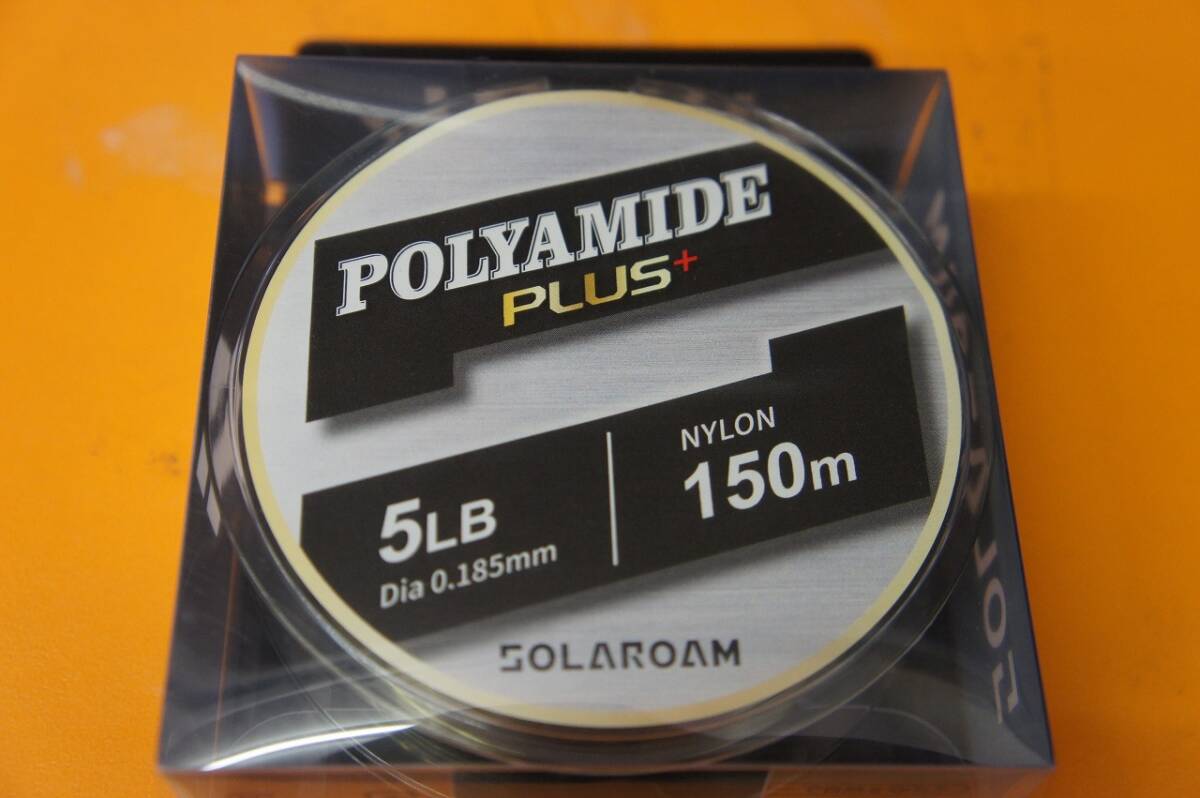 POLYAMIDE
PLUS+
NYLON
150m
5LB
Dia 0.185mm
SOLAROAM